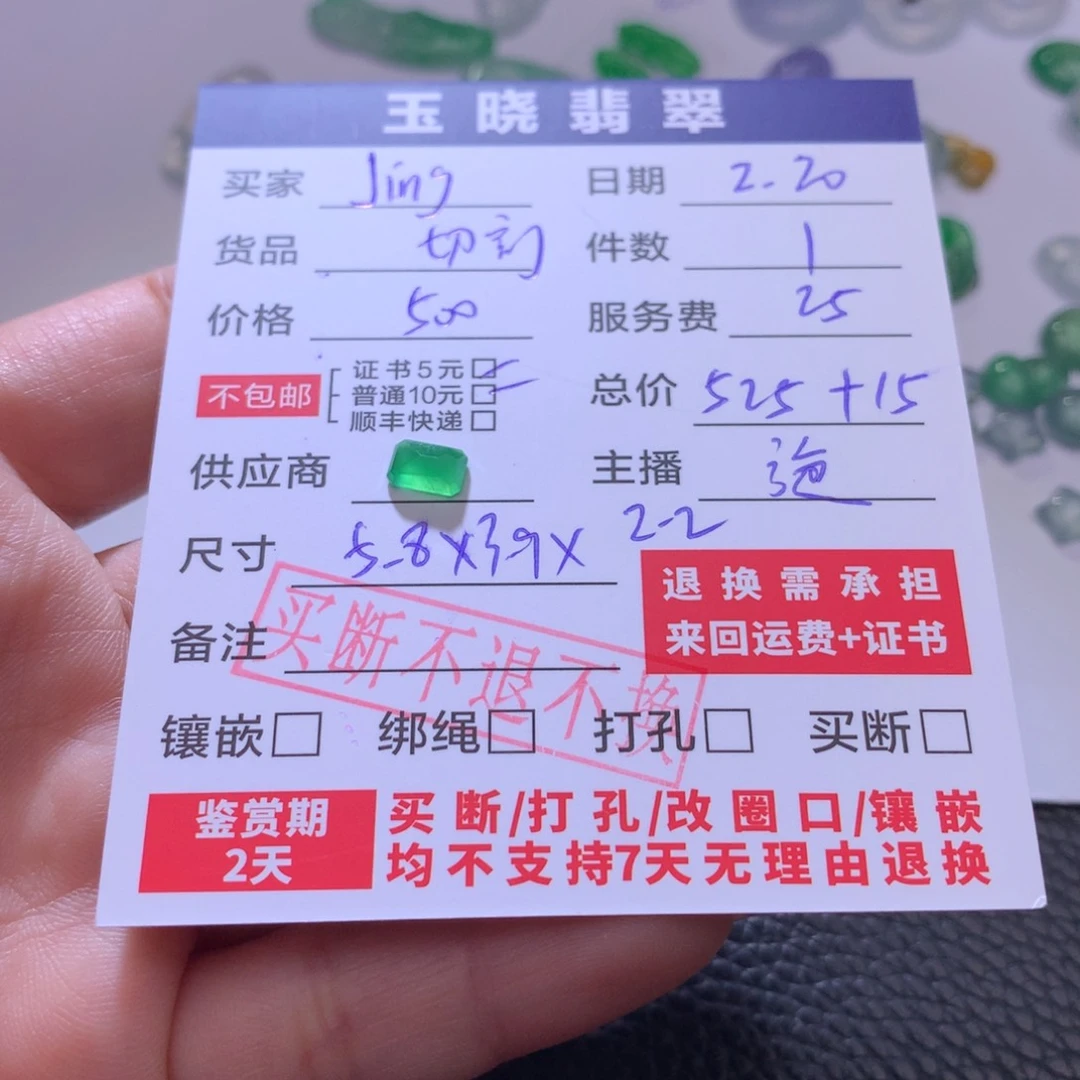 玉晓翡翠
买家 Jing 日期 2.20
货品 切割 件数 1
价格 500 服务费 25
不包邮 证书5元 普通10元 顺丰快递 总价 525+15
供应商 主播
尺寸 5.8×3.9×2.2
退换需承担
来回运费+证书
备注
买断不退不换
镶嵌 绑绳 打孔 买断
鉴赏期 2天
买断/打孔/改圈口/镶嵌
均不支持7天无理由退换